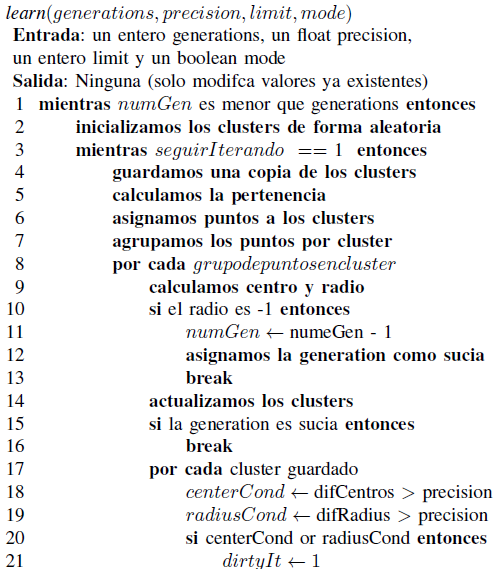 learn(generations, precision, limit, mode)
Entrada: un entero generations, un float precision,
un entero limit y un boolean mode
Salida: Ninguna (solo modifca valores ya existentes)
1 mientras numGen es menor que generations entonces
2 inicializamos los clusters de forma aleatoria
3 mientras seguirIterando == 1 entonces
4 guardamos una copia de los clusters
5 calculamos la pertenencia
6 asignamos puntos a los clusters
7 agrupamos los puntos por cluster
8 por cada grupodepuntosencluster
9 calculamos centro y radio
10 si el radio es -1 entonces
11 numGen ← numeGen - 1
12 asignamos la generation como sucia
13 break
14 actualizamos los clusters
15 si la generation es sucia entonces
16 break
17 por cada cluster guardado
18 centerCond ← difCentros > precision
19 radiusCond ← difRadius > precision
20 si centerCond or radiusCond entonces
21 dirtyIt ← 1